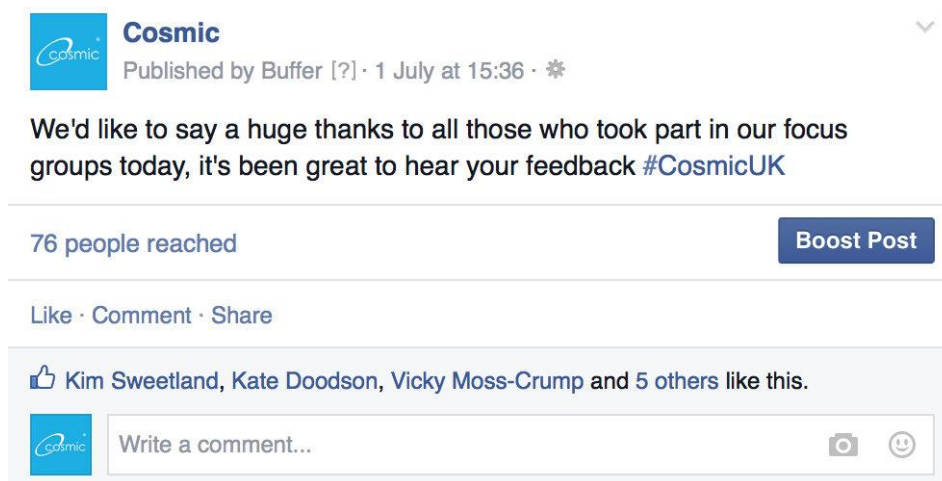 cosmic
Cosmic
Published by Buffer [?] · 1 July at 15:36 ·
We'd like to say a huge thanks to all those who took part in our focus
groups today, it's been great to hear your feedback #CosmicUK
76 people reached
Boost Post
Like · Comment · Share
Kim Sweetland, Kate Doodson, Vicky Moss-Crump and 5 others like this.
cosmic
Write a comment...